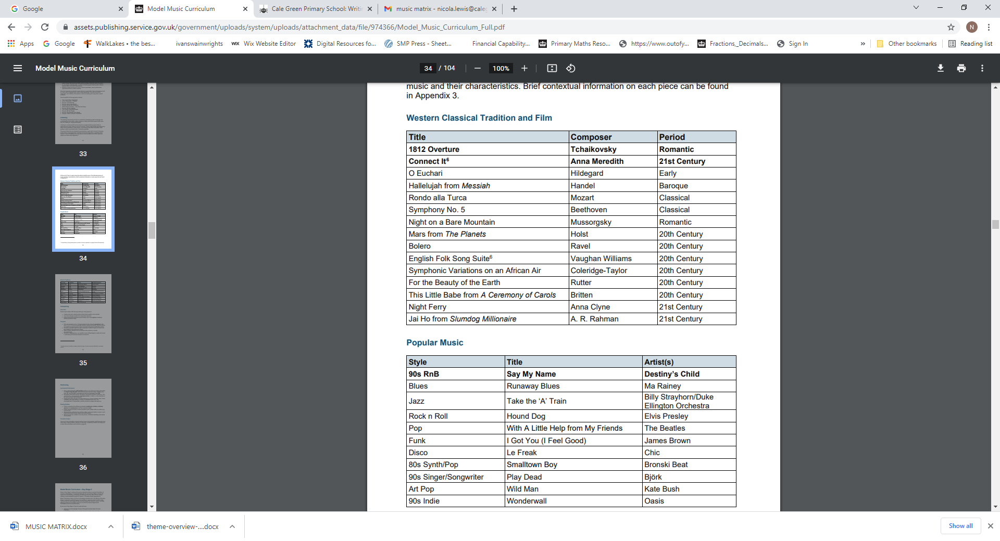 Google
Model Music Curriculum
Cale Green Primary School: Writi
music matrix - nicola.lewis@cale
assets.publishing.service.gov.uk/government/uploads/system/uploads/attachment_data/file/974366/Model_Music_Curriculum_Full.pdf
N
Apps
Google
WalkLakes • the bes...
ivanswainwrights
WIX Wix Website Editor
Digital Resources fo...
SMP Press - Sheet...
Financial Capability...
Primary Maths Reso...
https://www.outofy...
Fractions,_Decimals...
Sign In
»
Other bookmarks
Reading list
Model Music Curriculum
34 / 104
100%
33
34
35
36
music and their characteristics. Brief contextual information on each piece can be found
in Appendix 3.
Western Classical Tradition and Film
Title Composer Period
1812 Overture Tchaikovsky Romantic
Connect It⁶ Anna Meredith 21st Century
O Euchari Hildegard Early
Hallelujah from Messiah Handel Baroque
Rondo alla Turca Mozart Classical
Symphony No. 5 Beethoven Classical
Night on a Bare Mountain Mussorgsky Romantic
Mars from The Planets Holst 20th Century
Bolero Ravel 20th Century
English Folk Song Suite⁶ Vaughan Williams 20th Century
Symphonic Variations on an African Air Coleridge-Taylor 20th Century
For the Beauty of the Earth Rutter 20th Century
This Little Babe from A Ceremony of Carols Britten 20th Century
Night Ferry Anna Clyne 21st Century
Jai Ho from Slumdog Millionaire A. R. Rahman 21st Century
Popular Music
Style Title Artist(s)
90s RnB Say My Name Destiny's Child
Blues Runaway Blues Ma Rainey
Jazz Take the 'A' Train Billy Strayhorn/Duke
Ellington Orchestra
Rock n Roll Hound Dog Elvis Presley
Pop With A Little Help from My Friends The Beatles
Funk I Got You (I Feel Good) James Brown
Disco Le Freak Chic
80s Synth/Pop Smalltown Boy Bronski Beat
90s Singer/Songwriter Play Dead Björk
Art Pop Wild Man Kate Bush
90s Indie Wonderwall Oasis
MUSIC MATRIX.docx
theme-overview-....docx
Show all